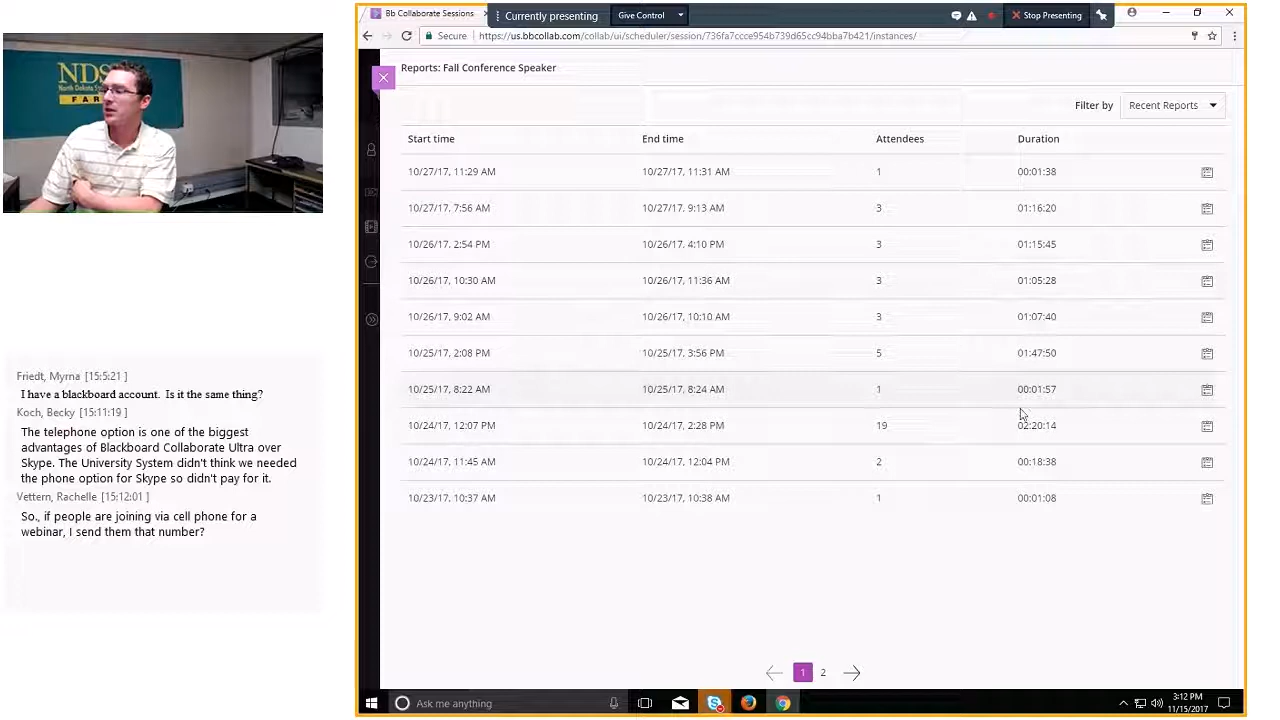 NDS
North Dakota
FAR
Friedt, Myrna [15:5:21 ]
I have a blackboard account.  Is it the same thing?
Koch, Becky [15:11:19 ]
The telephone option is one of the biggest
advantages of Blackboard Collaborate Ultra over
Skype. The University System didn't think we needed
the phone option for Skype so didn't pay for it.
Vettern, Rachelle [15:12:01 ]
So., if people are joining via cell phone for a
webinar, I send them that number?
Bb Collaborate Sessions
Currently presenting
Give Control
Stop Presenting
Secure
https://us.bbcollab.com/collab/ui/scheduler/session/736fa7ccce954b739d65cc94bba7b421/instances/
Reports: Fall Conference Speaker
Filter by Recent Reports
Start time End time Attendees Duration
10/27/17, 11:29 AM 10/27/17, 11:31 AM 1 00:01:38
10/27/17, 7:56 AM 10/27/17, 9:13 AM 3 01:16:20
10/26/17, 2:54 PM 10/26/17, 4:10 PM 3 01:15:45
10/26/17, 10:30 AM 10/26/17, 11:36 AM 3 01:05:28
10/26/17, 9:02 AM 10/26/17, 10:10 AM 3 01:07:40
10/25/17, 2:08 PM 10/25/17, 3:56 PM 5 01:47:50
10/25/17, 8:22 AM 10/25/17, 8:24 AM 1 00:01:57
10/24/17, 12:07 PM 10/24/17, 2:28 PM 19 02:20:14
10/24/17, 11:45 AM 10/24/17, 12:04 PM 2 00:18:38
10/23/17, 10:37 AM 10/23/17, 10:38 AM 1 00:01:08
1 2
Ask me anything
3:12 PM
11/15/2017